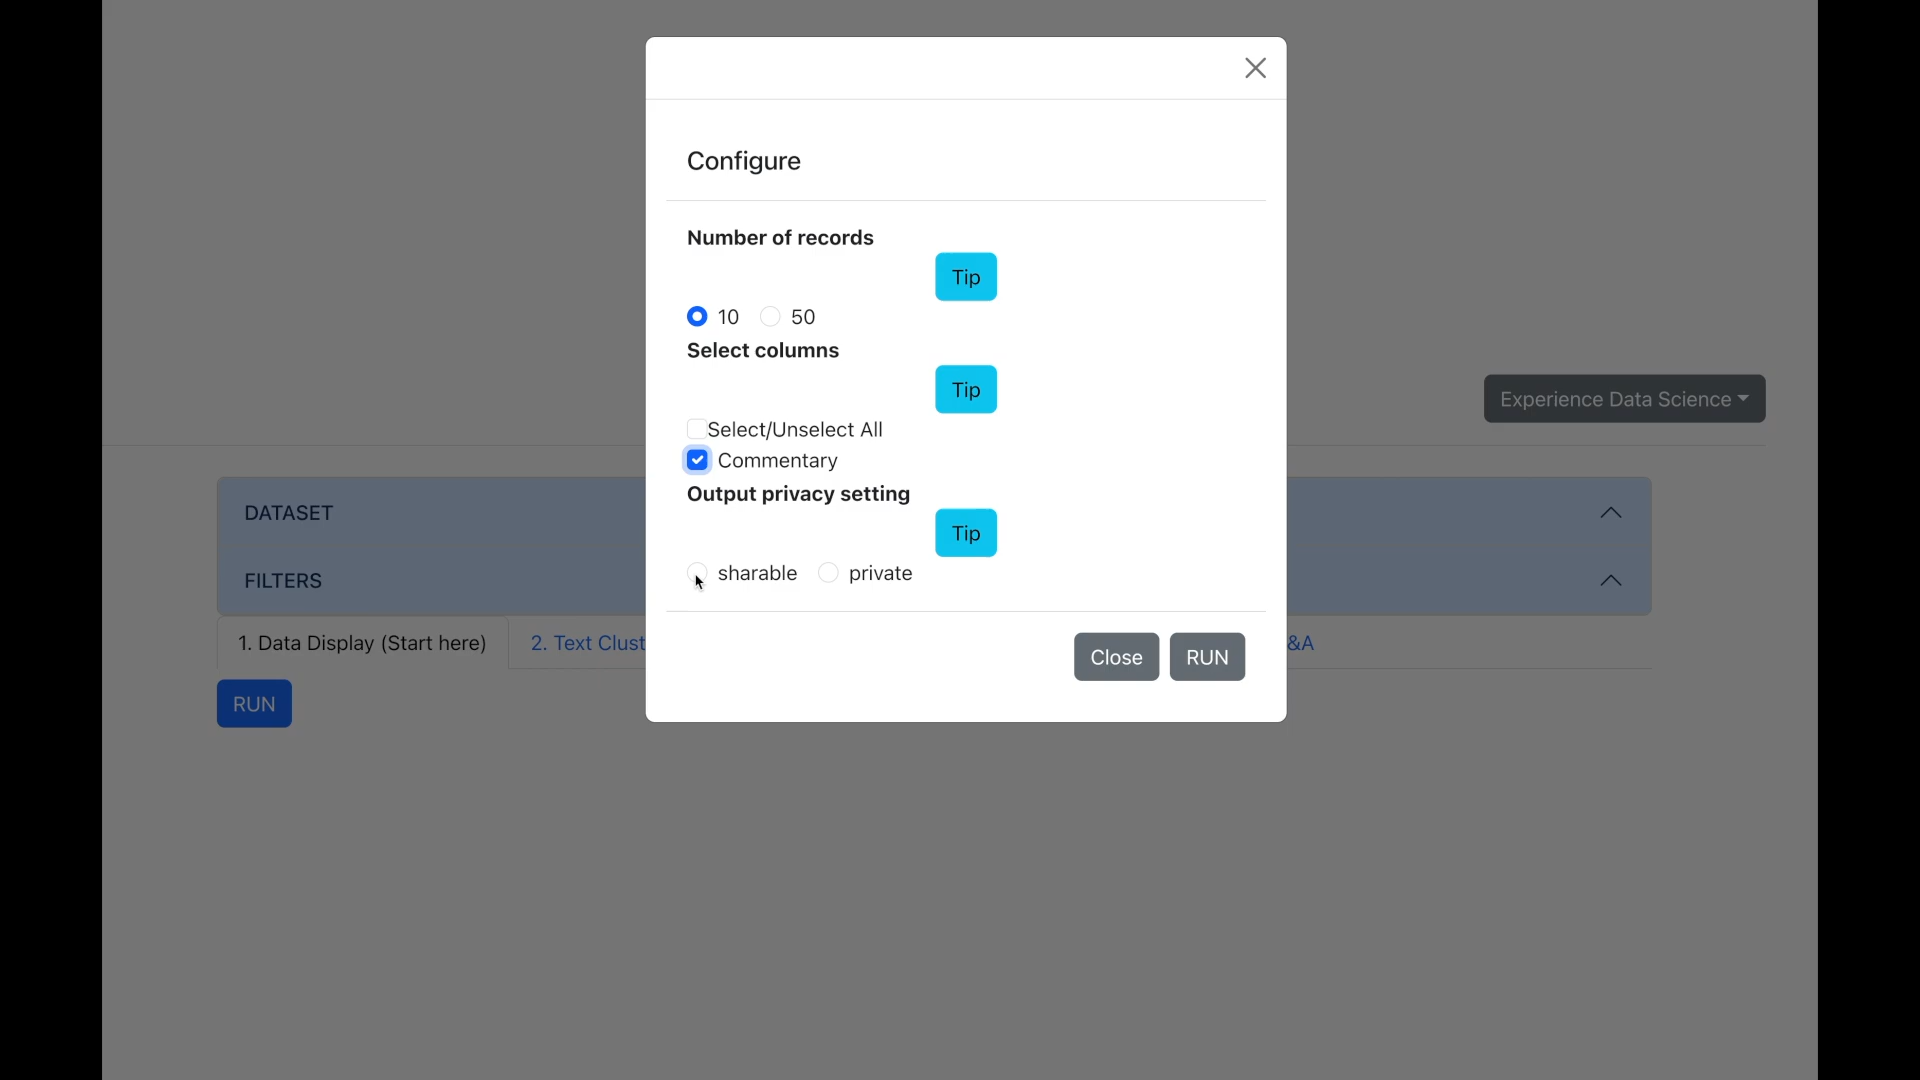 Configure
Number of records
Tip
10 50
Select columns
Tip
Select/Unselect All
Commentary
Output privacy setting
Tip
sharable private
Close RUN
Experience Data Science
DATASET
FILTERS
1. Data Display (Start here) 2. Text Clust &A
RUN